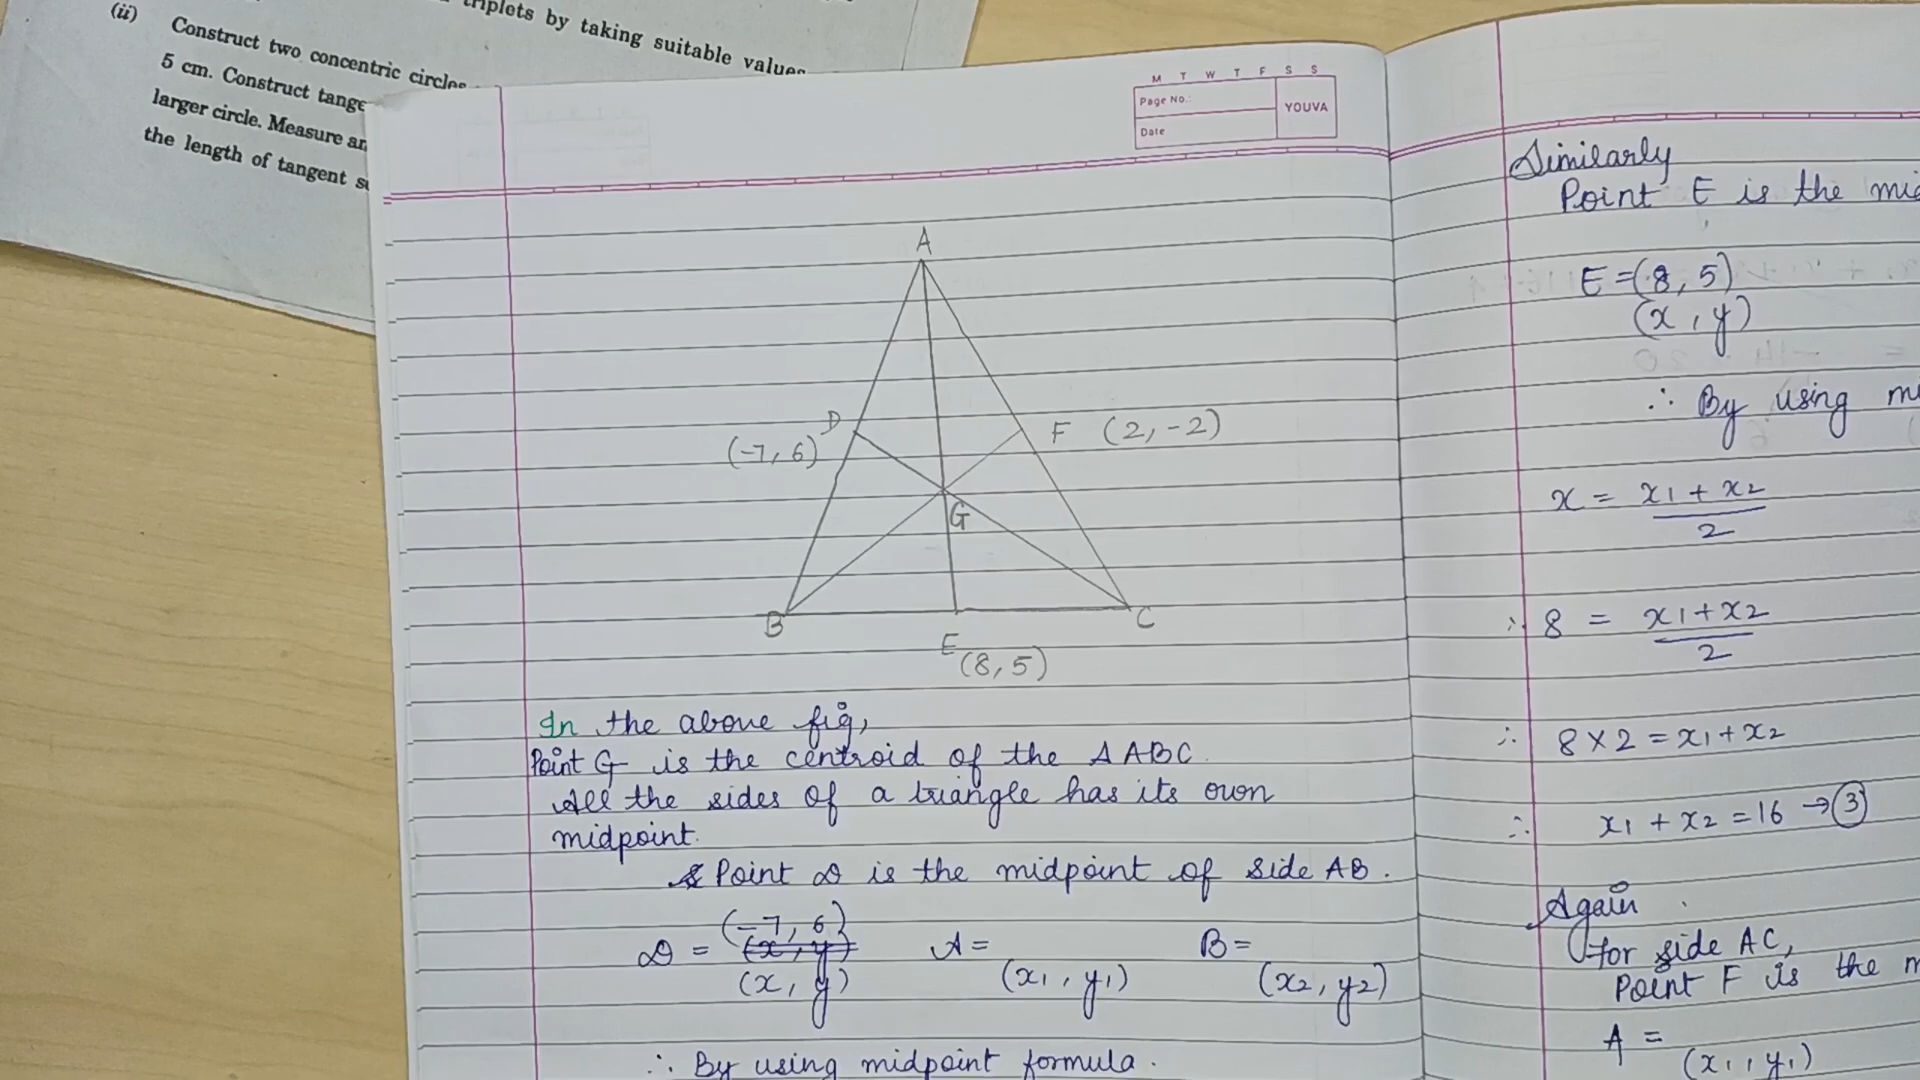 triplets by taking suitable values
(ii) Construct two concentric circles
5 cm. Construct
larger circle. Measure
the length of tangent
M T W T F S S
Page No.:
YOUVA
Date
A
D
(-7, 6)
F (2, -2)
G
B
C
E
(8, 5)
In the above fig,
Point G is the centroid of the Δ ABC.
All the sides of a triangle has its own
midpoint.
Point D is the midpoint of side AB.
(-7, 6)
D = (x, y) A = B =
(x, y) (x1, y1) (x2, y2)
∴ By using midpoint formula.
Similarly
Point E is the
E = (8, 5)
(x, y)
∴ By using
x = x1 + x2
2
∴ 8 = x1 + x2
2
∴ 8 × 2 = x1 + x2
∴ x1 + x2 = 16 → 3
Again
for side AC,
Point F is the
A =
(x1, y1)